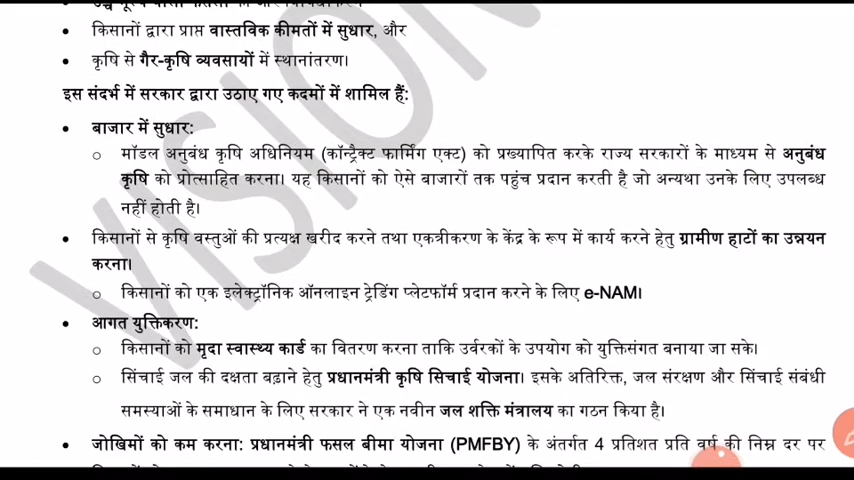 • किसानों द्वारा प्राप्त वास्तविक कीमतों में सुधार, और
• कृषि से गैर-कृषि व्यवसायों में स्थानांतरण।
इस संदर्भ में सरकार द्वारा उठाए गए कदमों में शामिल हैं:
• बाजार में सुधार:
○ मॉडल अनुबंध कृषि अधिनियम (कॉन्ट्रैक्ट फार्मिंग एक्ट) को प्रख्यापित करके राज्य सरकारों के माध्यम से अनुबंध
कृषि को प्रोत्साहित करना। यह किसानों को ऐसे बाजारों तक पहुंच प्रदान करती है जो अन्यथा उनके लिए उपलब्ध
नहीं होती है।
• किसानों से कृषि वस्तुओं की प्रत्यक्ष खरीद करने तथा एकत्रीकरण के केंद्र के रूप में कार्य करने हेतु ग्रामीण हाटों का उन्नयन
करना।
○ किसानों को एक इलेक्ट्रॉनिक ऑनलाइन ट्रेडिंग प्लेटफॉर्म प्रदान करने के लिए e-NAM।
• आगत युक्तिकरण:
○ किसानों को मृदा स्वास्थ्य कार्ड का वितरण करना ताकि उर्वरकों के उपयोग को युक्तिसंगत बनाया जा सके।
○ सिंचाई जल की दक्षता बढ़ाने हेतु प्रधानमंत्री कृषि सिचाई योजना। इसके अतिरिक्त, जल संरक्षण और सिंचाई संबंधी
समस्याओं के समाधान के लिए सरकार ने एक नवीन जल शक्ति मंत्रालय का गठन किया है।
• जोखिमों को कम करना: प्रधानमंत्री फसल बीमा योजना (PMFBY) के अंतर्गत 4 प्रतिशत प्रति वर्ष की निम्न दर पर
VISION